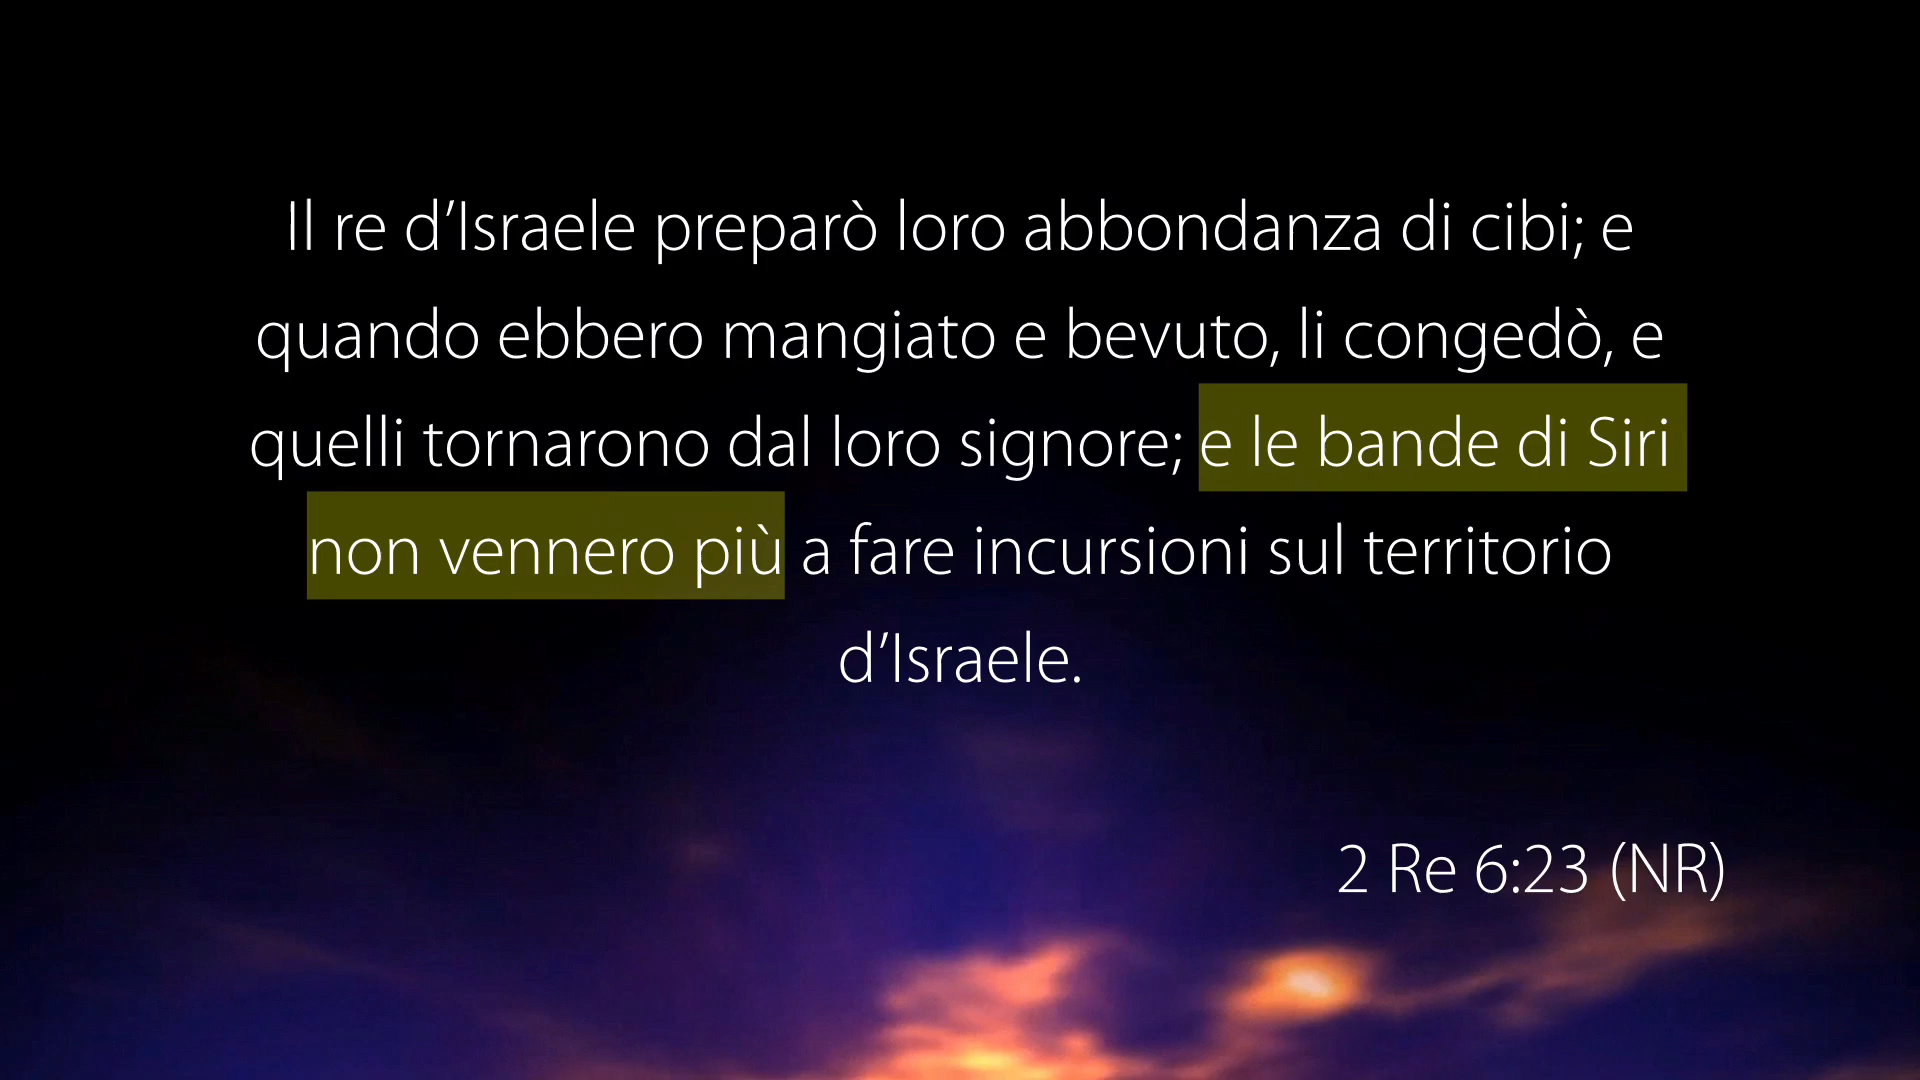 Il re d’Israele preparò loro abbondanza di cibi; e
quando ebbero mangiato e bevuto, li congedò, e
quelli tornarono dal loro signore; e le bande di Siri
non vennero più a fare incursioni sul territorio
d’Israele.
2 Re 6:23 (NR)